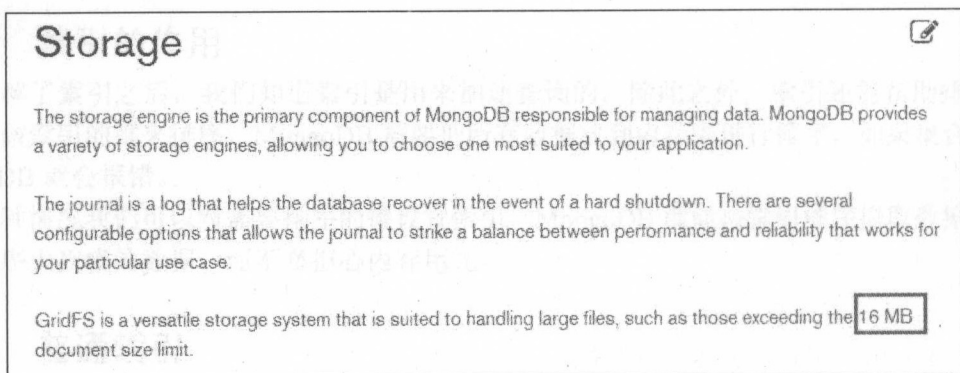 Storage
The storage engine is the primary component of MongoDB responsible for managing data. MongoDB provides
a variety of storage engines, allowing you to choose one most suited to your application.
The journal is a log that helps the database recover in the event of a hard shutdown. There are several
configurable options that allows the journal to strike a balance between performance and reliability that works for
your particular use case.
GridFS is a versatile storage system that is suited to handling large files, such as those exceeding the 16 MB
document size limit.